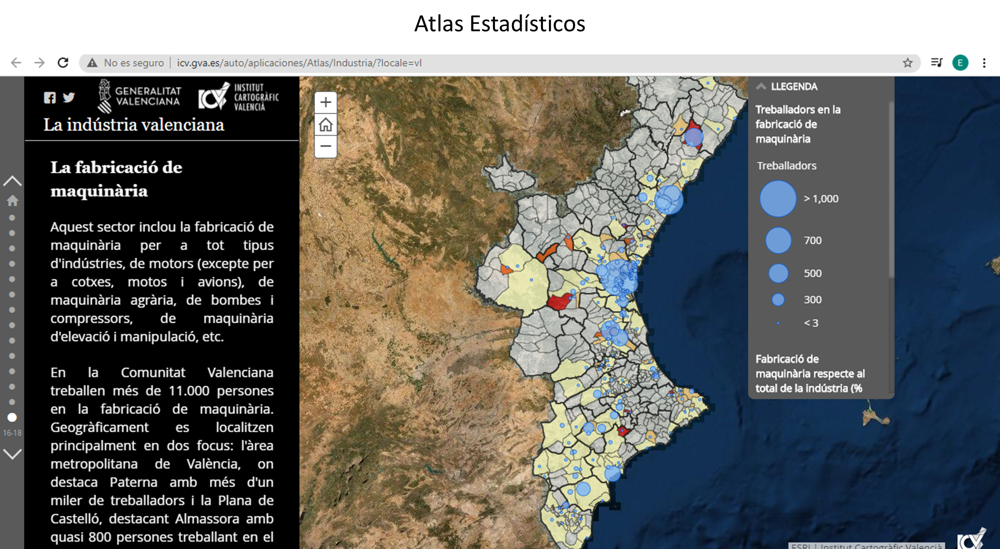 Atlas Estadísticos
No es seguro | icv.gva.es/auto/aplicaciones/Atlas/Industria/?locale=vl
E
GENERALITAT
VALENCIANA
ICV
INSTITUT
CARTOGRÀFIC
VALENCIÀ
La indústria valenciana
La fabricació de
maquinària
Aquest sector inclou la fabricació de
maquinària per a tot tipus
d'indústries, de motors (excepte per
a cotxes, motos i avions), de
maquinària agrària, de bombes i
compressors, de maquinària
d'elevació i manipulació, etc.
En la Comunitat Valenciana
treballen més de 11.000 persones
en la fabricació de maquinària.
Geogràficament es localitzen
principalment en dos focus: l'àrea
metropolitana de València, on
destaca Paterna amb més d'un
miler de treballadors i la Plana de
Castelló, destacant Almassora amb
quasi 800 persones treballant en el
16-18
+
−
LLEGENDA
Treballadors en la
fabricació de
maquinària
Treballadors
> 1,000
700
500
300
< 3
Fabricació de
maquinària respecte al
total de la indústria (%
ESRI | Institut Cartogràfic Valencià
ICV